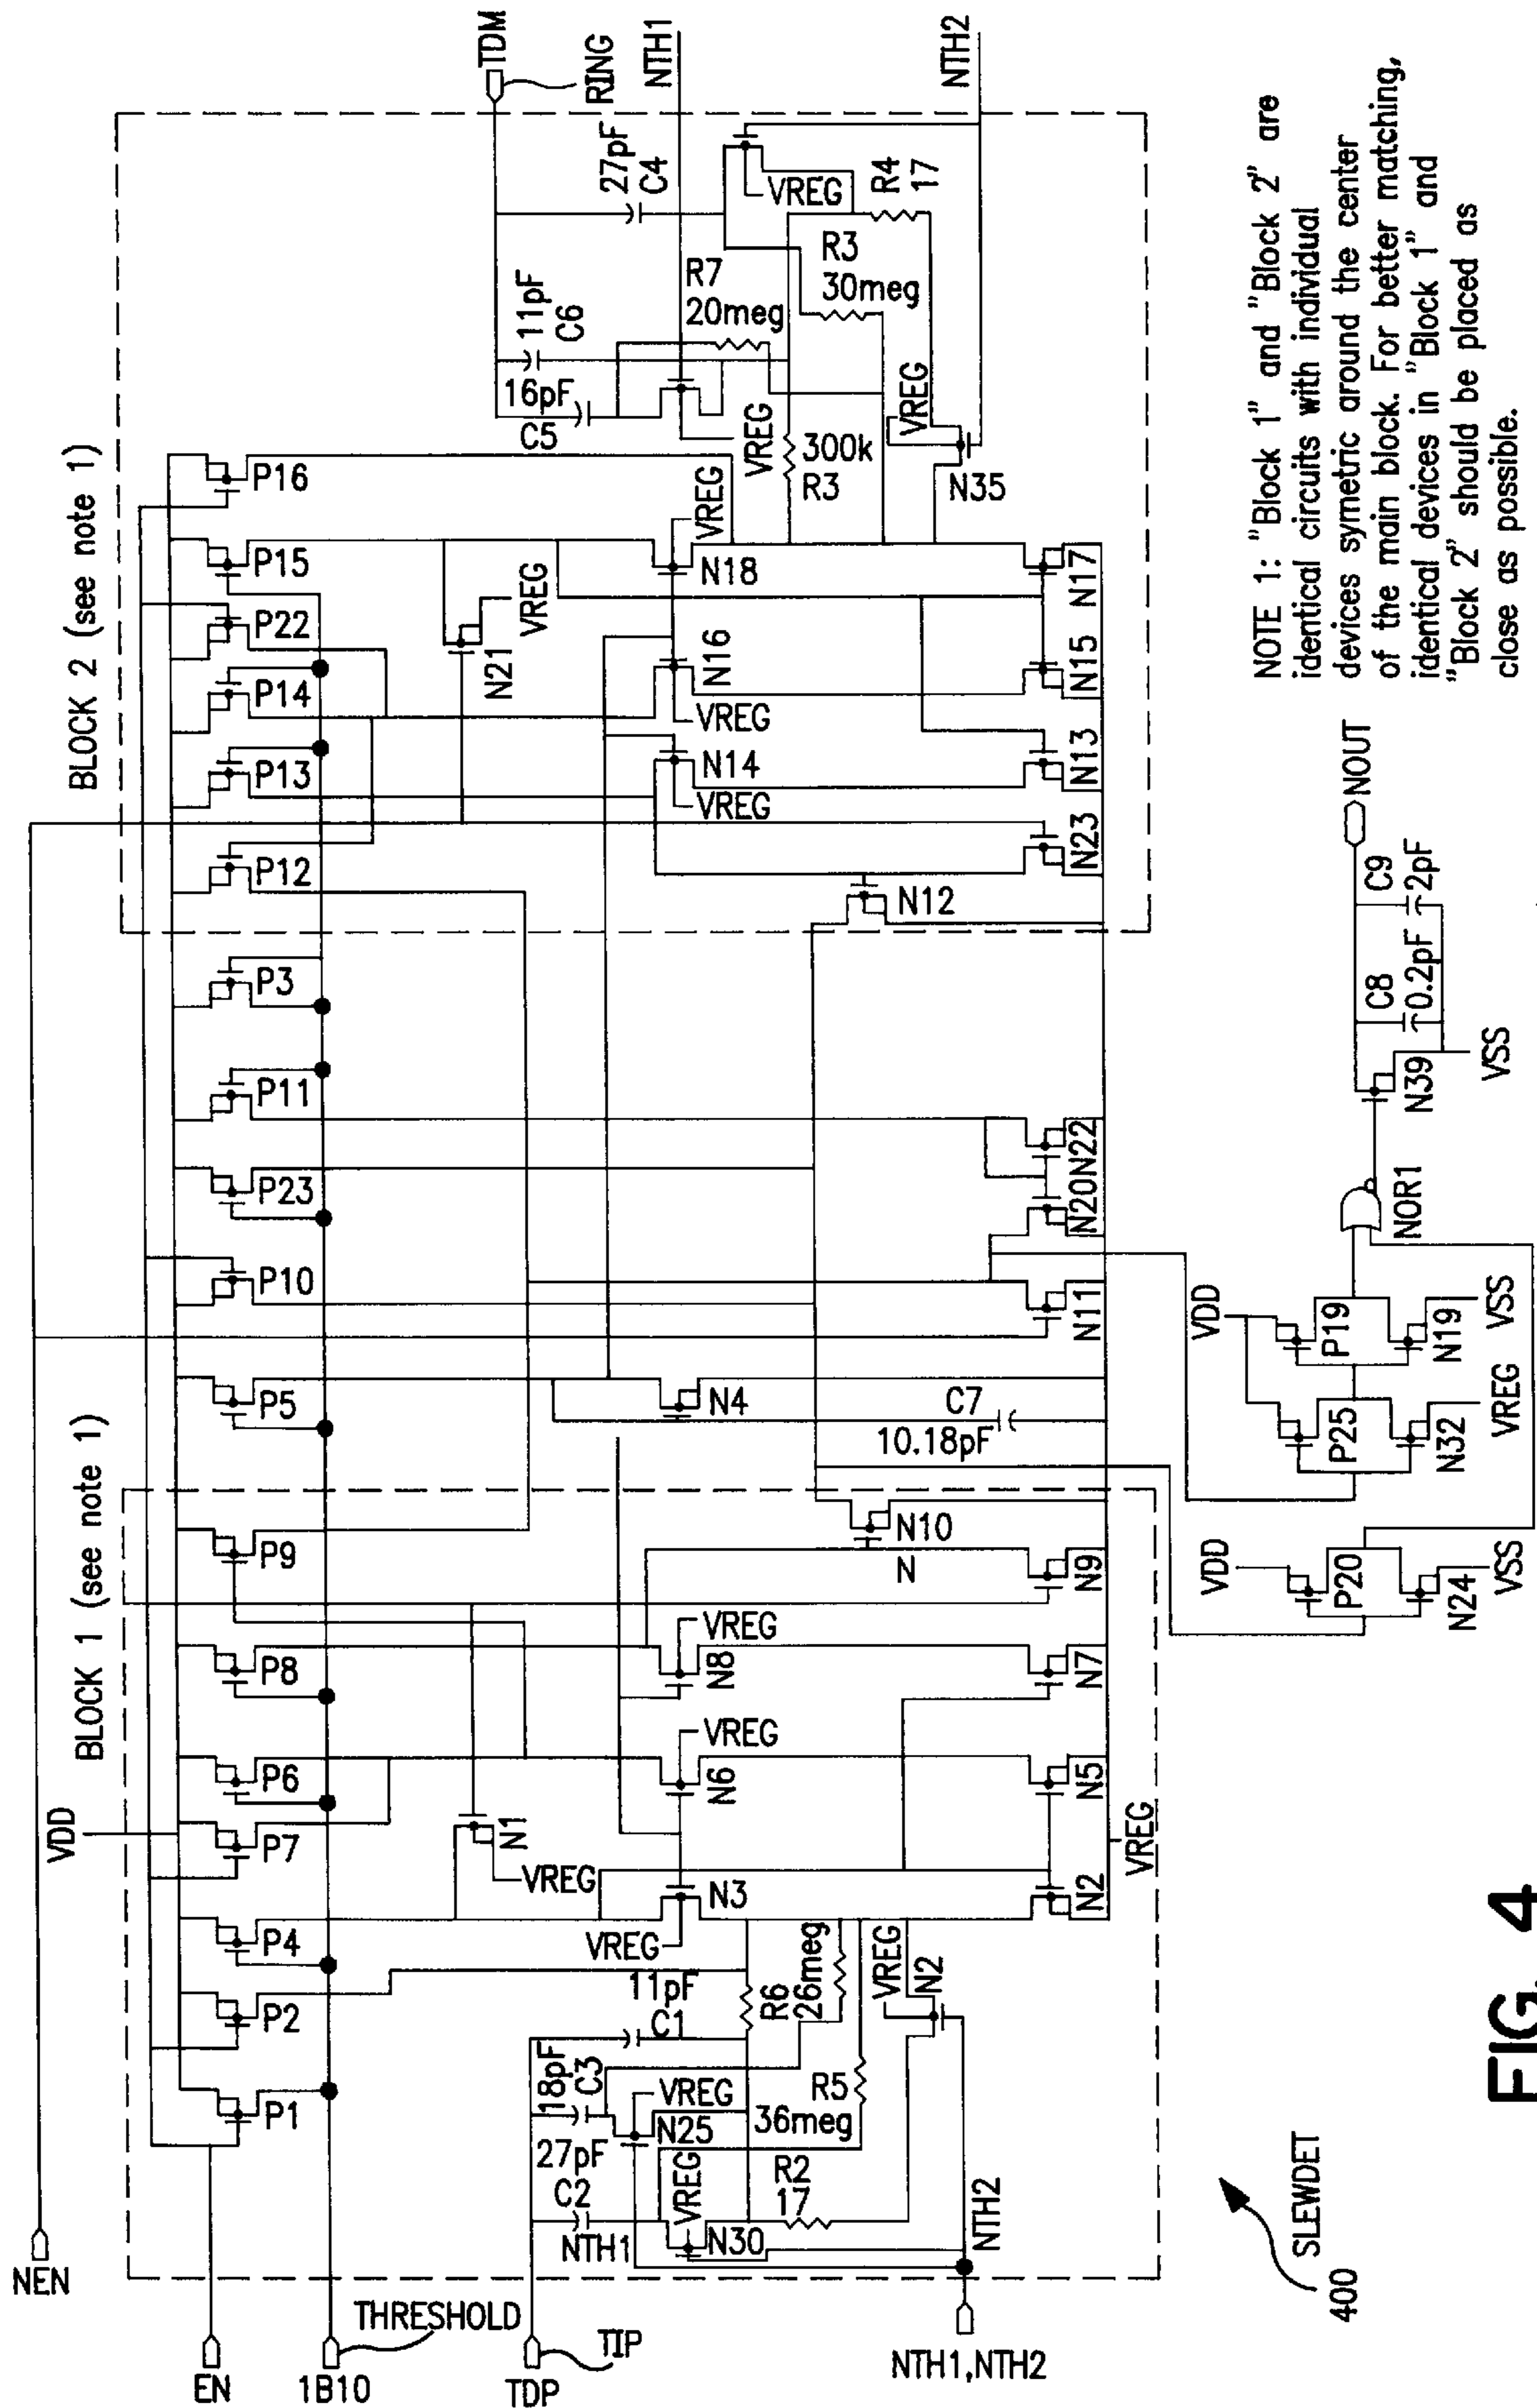 BLOCK 1 (see note 1)
BLOCK 2 (see note 1)
NEN
EN
1B10
THRESHOLD
TDP
TIP
NTH1,NTH2
VDD
P1
P2
P4
P7
P6
P8
P9
P5
P10
P23
P11
P3
P12
P13
P14
P22
P15
P16
N1
VREG
N21
VREG
VREG
N3
N6
VREG
N8
VREG
N4
N14
VREG
N16
VREG
N18
VREG
27pF
C2
18pF
C3
11pF
C1
NTH1
VREG
N30
N25
VREG
R6
26meg
R5
36meg
R2
17
VREG
N2
NTH2
N2
N5
N7
N9
N10
N
VREG
C7
10.18pF
N11
N20
N22
N12
N23
N13
N15
N17
TDM
RING
NTH1
NTH2
16pF
C5
11pF
C6
27pF
C4
R7
20meg
VREG
300k
R3
R3
30meg
VREG
R4
17
VREG
N35
VDD
P20
N24
VSS
VDD
P25
N32
VREG
P19
N19
VSS
NOR1
N39
VSS
C8
0.2pF
C9
2pF
NOUT
NOTE 1: "Block 1" and "Block 2" are
identical circuits with individual
devices symetric around the center
of the main block. For better matching,
identical devices in "Block 1" and
"Block 2" should be placed as
close as possible.
SLEWDET
400
FIG. 4